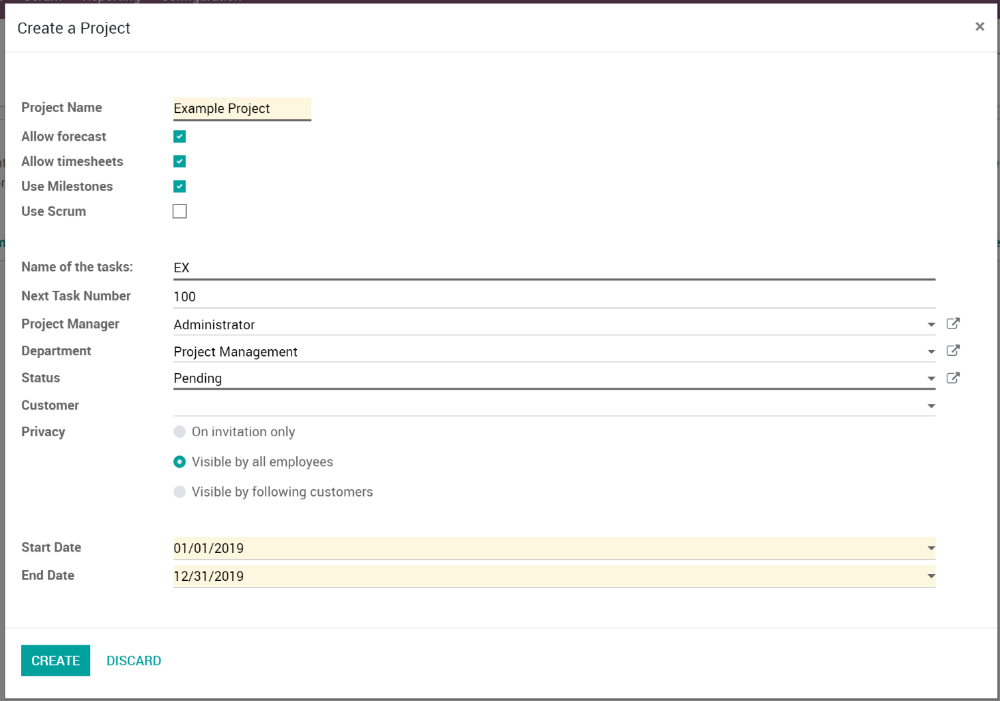 Create a Project
×
Project Name Example Project
Allow forecast
Allow timesheets
Use Milestones
Use Scrum
Name of the tasks: EX
Next Task Number 100
Project Manager Administrator
Department Project Management
Status Pending
Customer
Privacy On invitation only
Visible by all employees
Visible by following customers
Start Date 01/01/2019
End Date 12/31/2019
CREATE DISCARD